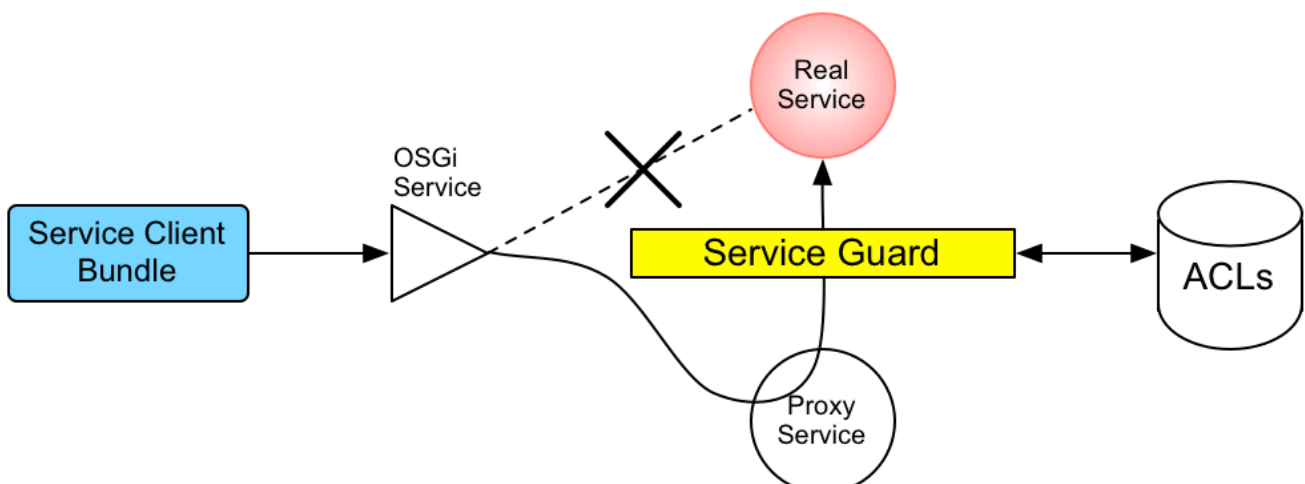 Real
Service
OSGi
Service
Service Client
Bundle
Service Guard
ACLs
Proxy
Service